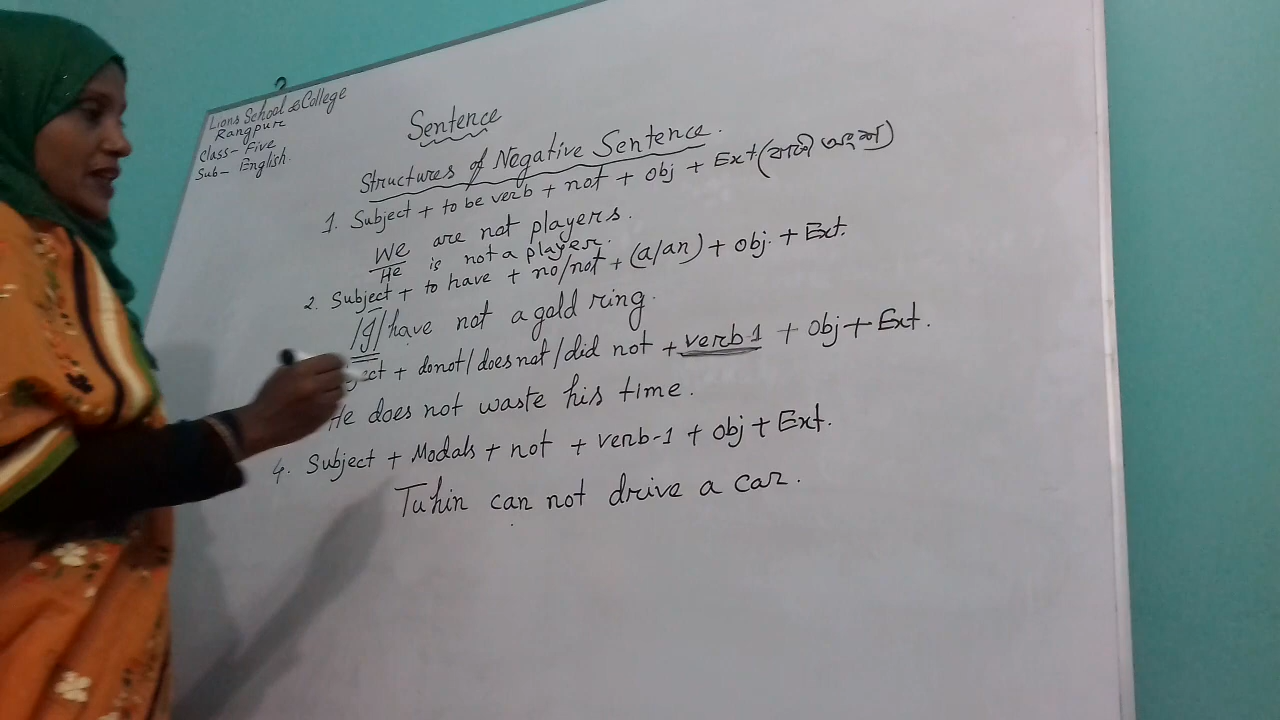 Lions School & College
Rangpur
Class- Five
Sub- English.
Sentence
Structures of Negative Sentence.
1. Subject + to be verb + not + obj + Ext (বাকী অংশ)
We are not players.
He is not a player.
2. Subject + to have + no/not + (a/an) + obj. + Ext.
/I/ have not a gold ring.
ject + donot/does not/did not + verb 1 + obj + Ext.
He does not waste his time.
4. Subject + Modals + not + verb-1 + obj + Ext.
Tuhin can not drive a car.